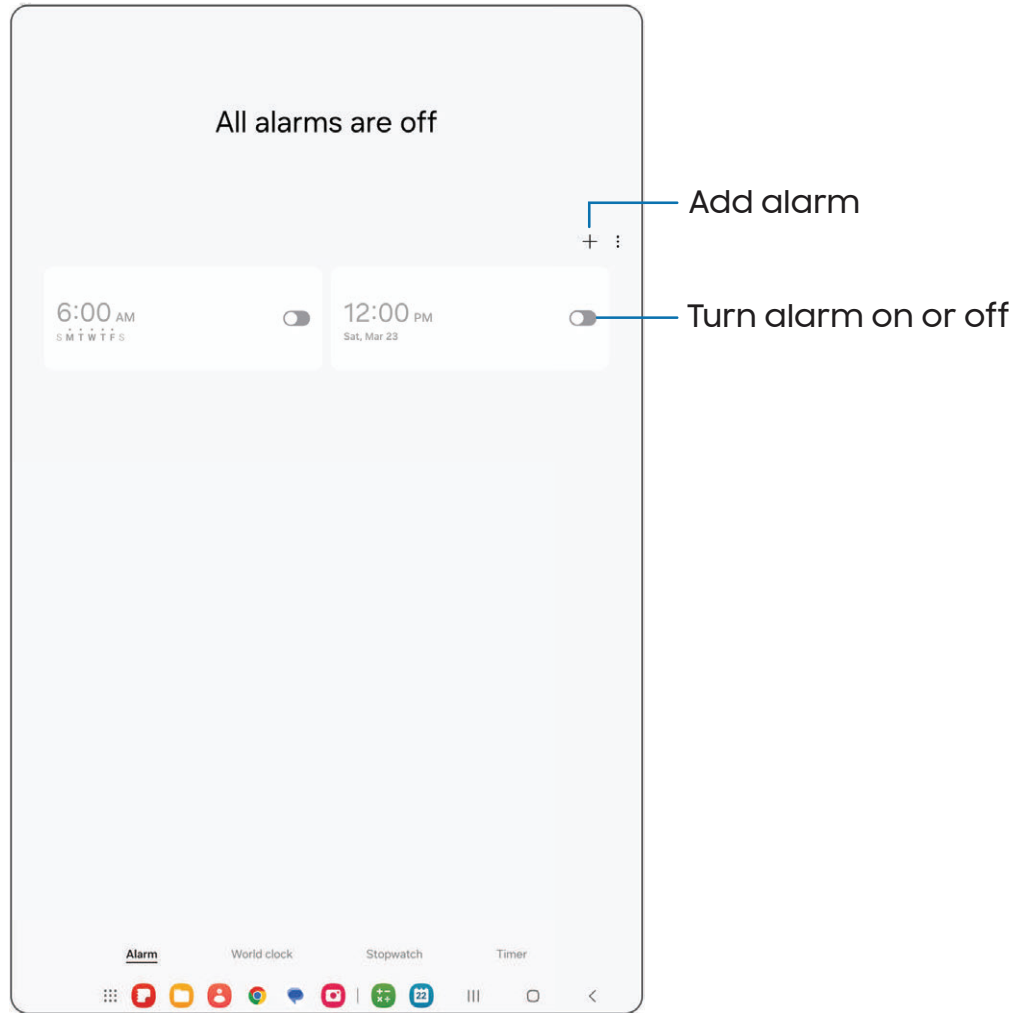 All alarms are off
Add alarm
6:00 AM
S M T W T F S
12:00 PM
Sat, Mar 23
Turn alarm on or off
Alarm World clock Stopwatch Timer
22